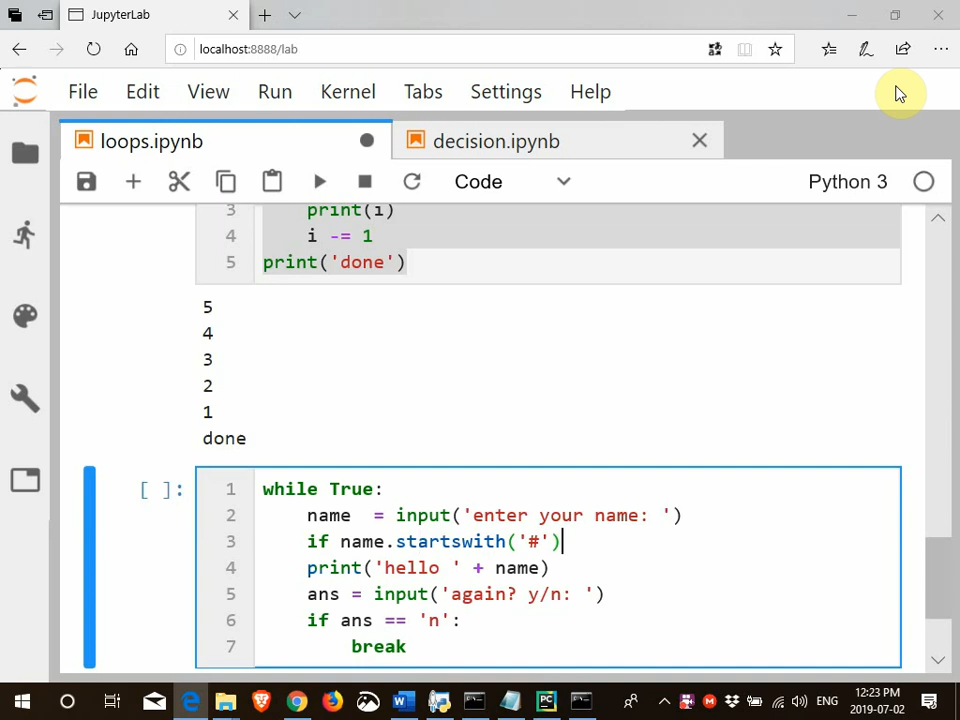 JupyterLab
localhost:8888/lab
File Edit View Run Kernel Tabs Settings Help
loops.ipynb decision.ipynb
Code Python 3
3 print(i)
4 i -= 1
5 print('done')
5
4
3
2
1
done
[ ]: 1 while True:
2 name  = input('enter your name: ')
3 if name.startswith('#')
4 print('hello ' + name)
5 ans = input('again? y/n: ')
6 if ans == 'n':
7 break
ENG 12:23 PM
2019-07-02